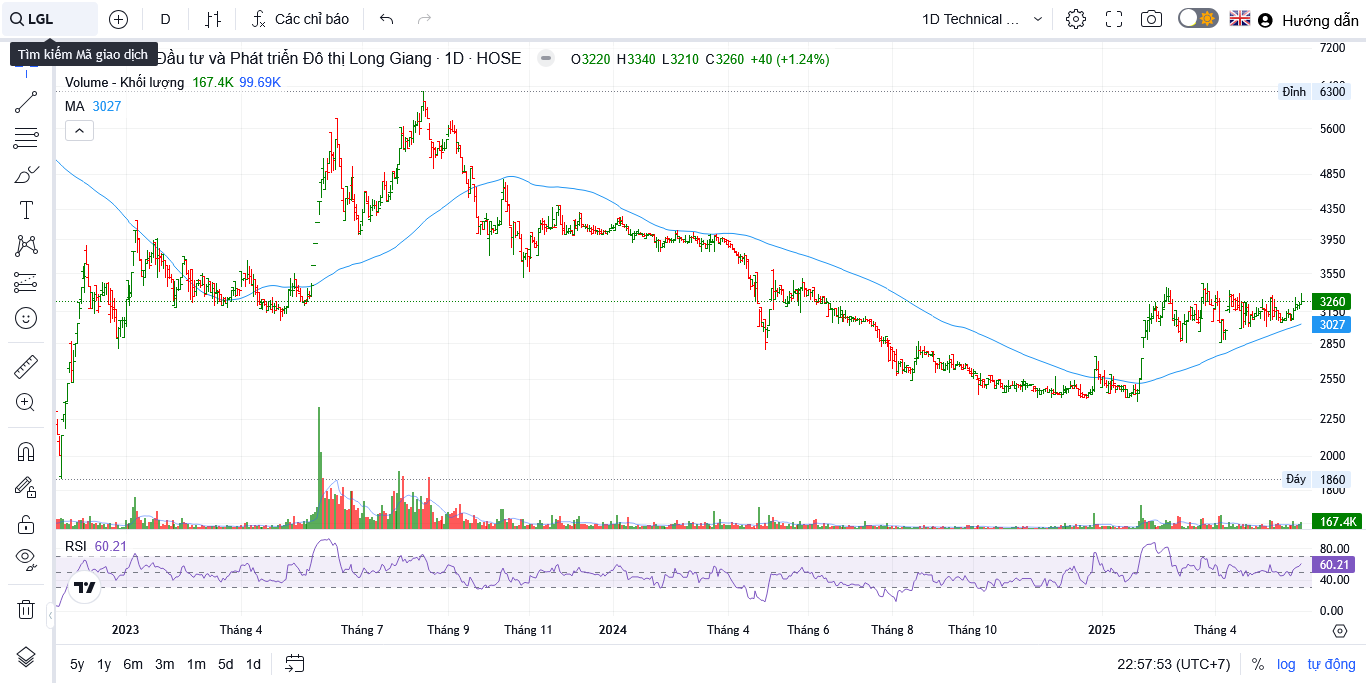 LGL D Các chỉ báo 1D Technical ... Hướng dẫn
Tìm kiếm Mã giao dịch
Đầu tư và Phát triển Đô thị Long Giang · 1D · HOSE O3220 H3340 L3210 C3260 +40 (+1.24%)
Volume - Khối lượng 167.4K 99.69K
MA 3027
7200
Đỉnh 6300
5600
4850
4350
3950
3550
3260
3150
3027
2850
2550
2250
2000
Đáy 1860
1800
167.4K
RSI 60.21
80.00
60.21
40.00
0.00
2023 Tháng 4 Tháng 7 Tháng 9 Tháng 11 2024 Tháng 4 Tháng 6 Tháng 8 Tháng 10 2025 Tháng 4
5y 1y 6m 3m 1m 5d 1d 22:57:53 (UTC+7) % log tự động